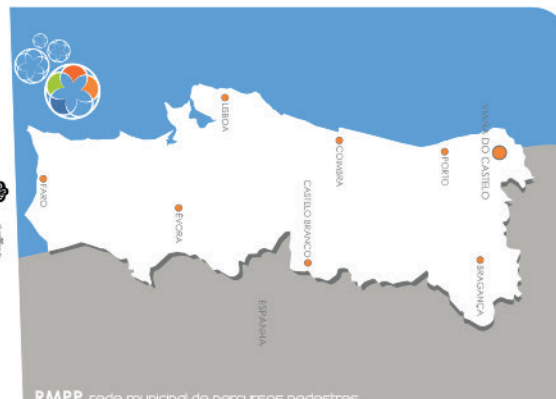 VIANA DO CASTELO
BRAGANÇA
PORTO
COIMBRA
CASTELO BRANCO
LISBOA
ÉVORA
FARO
ESPANHA
RMPP rede municipal de percursos pedestres